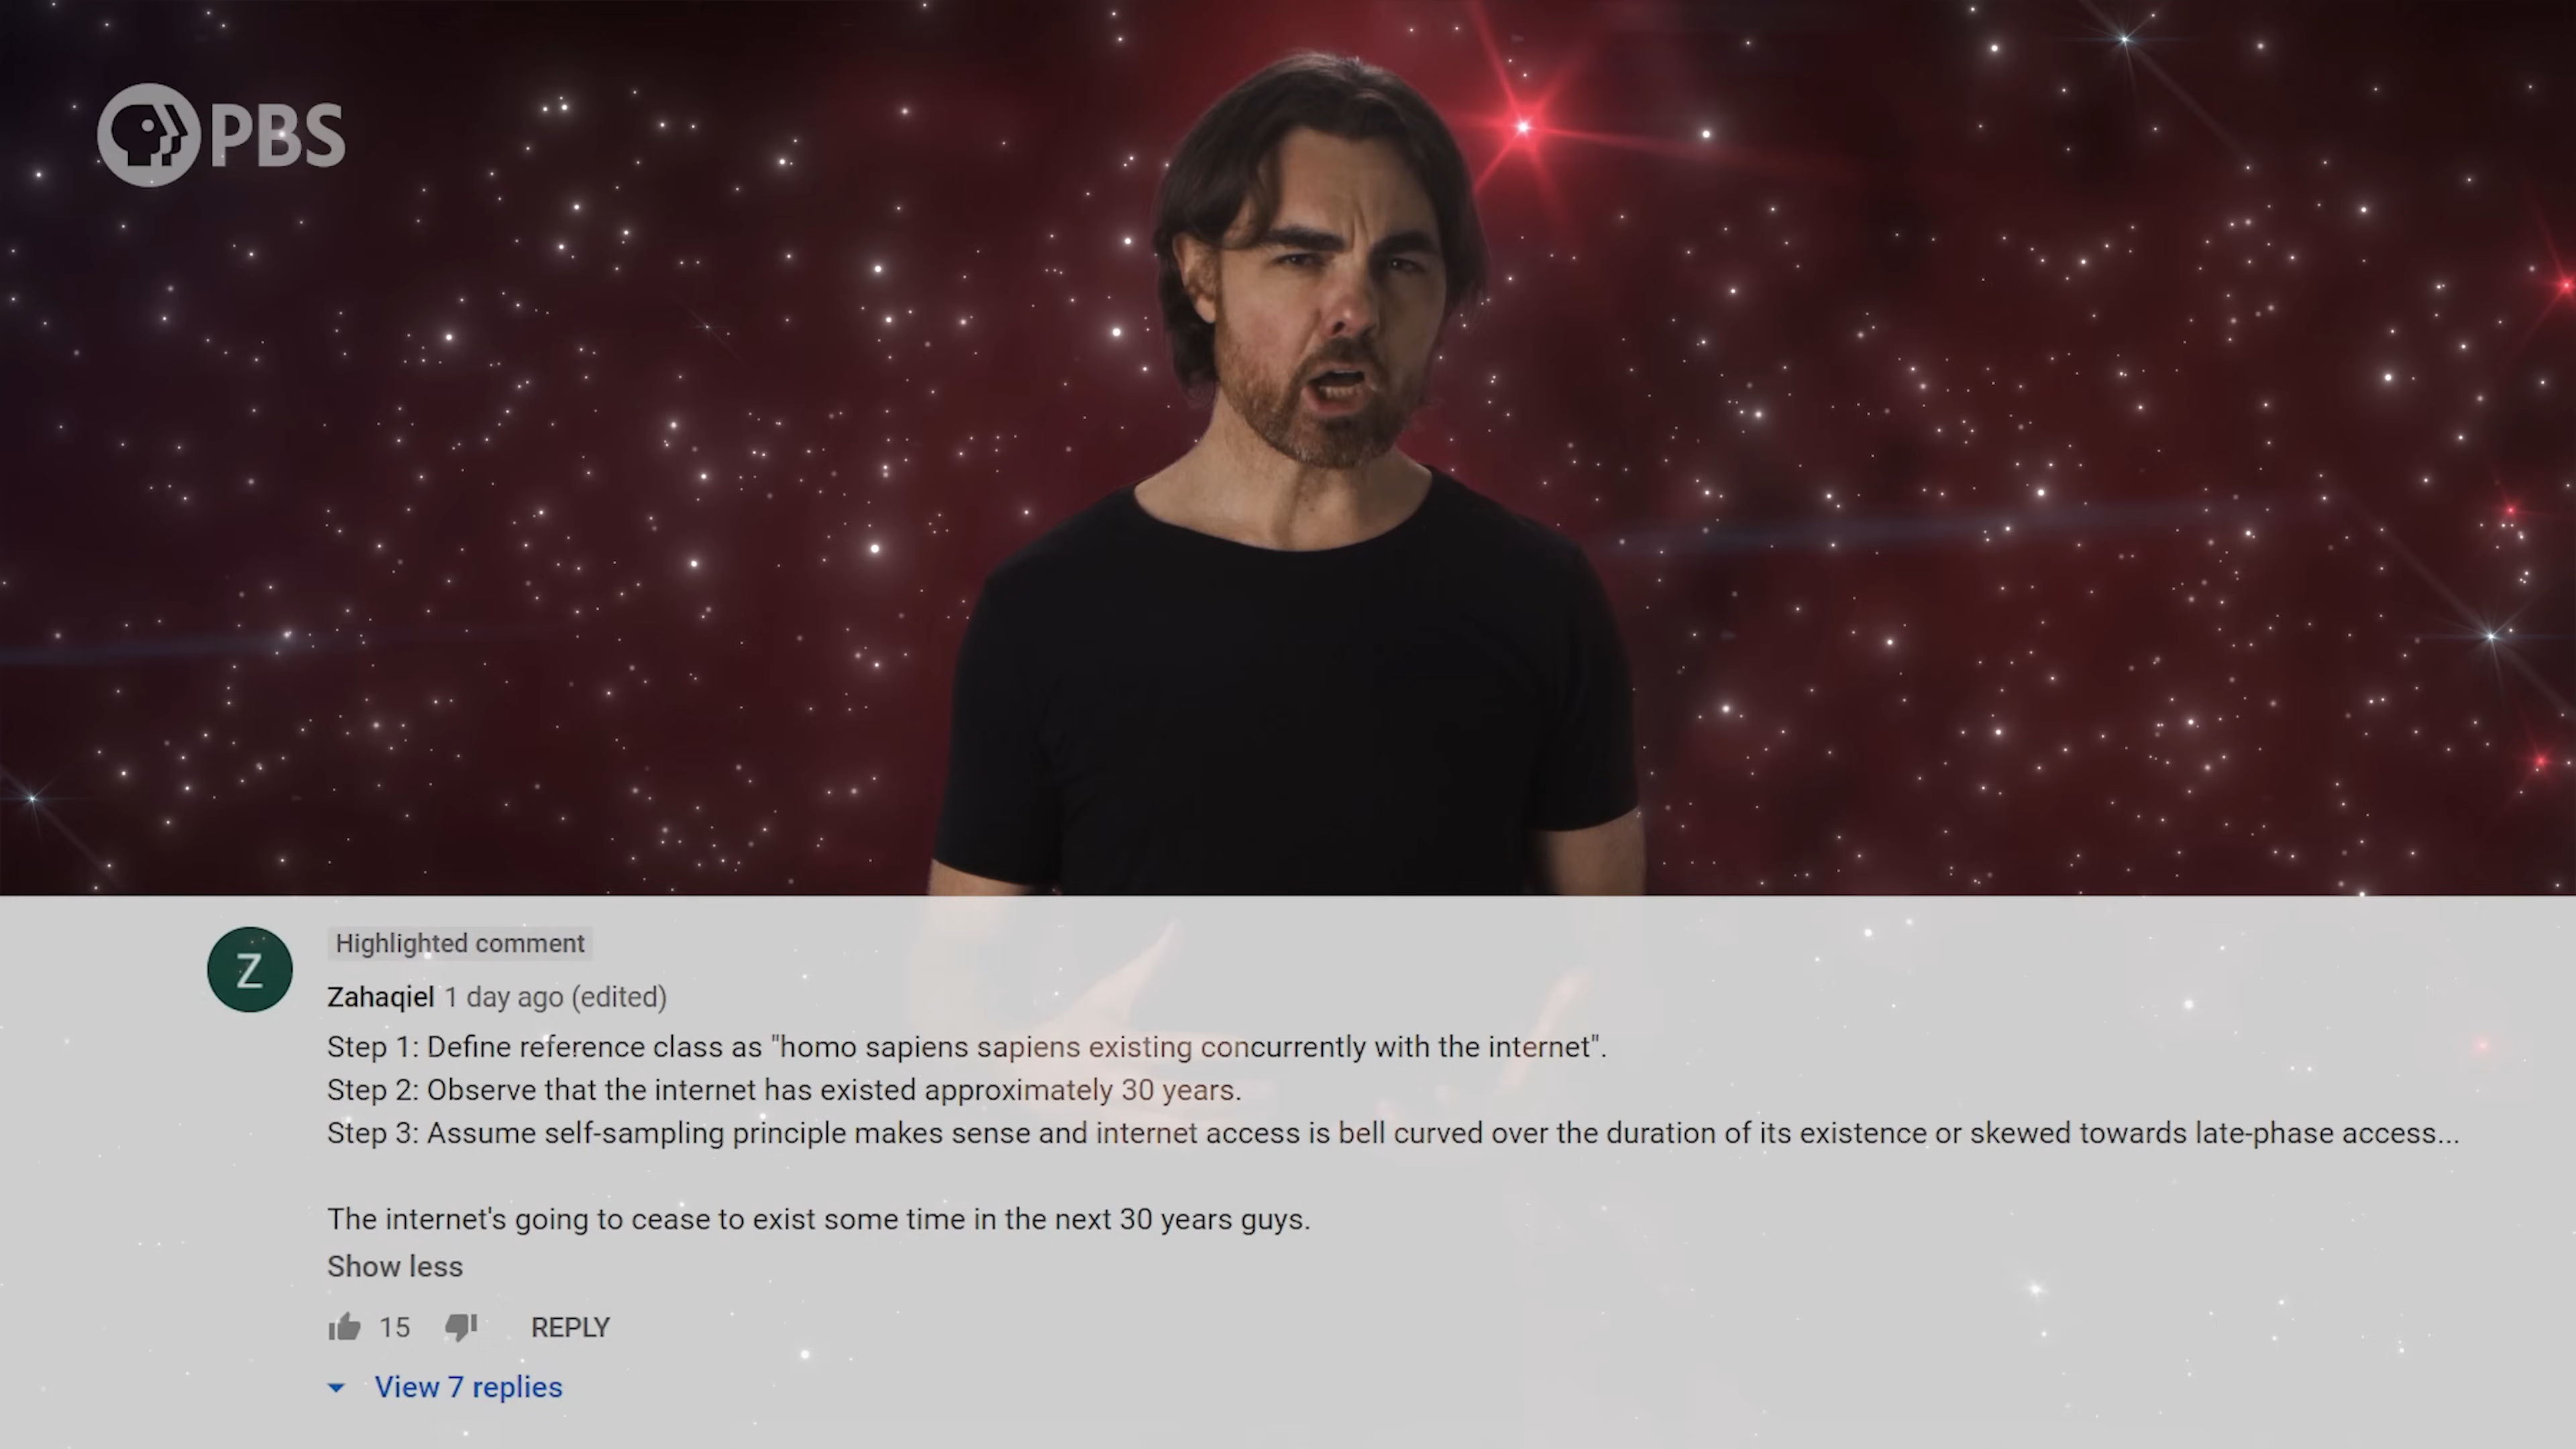 PBS
Z
Highlighted comment
Zahaqiel 1 day ago (edited)
Step 1: Define reference class as "homo sapiens sapiens existing concurrently with the internet".
Step 2: Observe that the internet has existed approximately 30 years.
Step 3: Assume self-sampling principle makes sense and internet access is bell curved over the duration of its existence or skewed towards late-phase access...
The internet's going to cease to exist some time in the next 30 years guys.
Show less
15 REPLY
View 7 replies